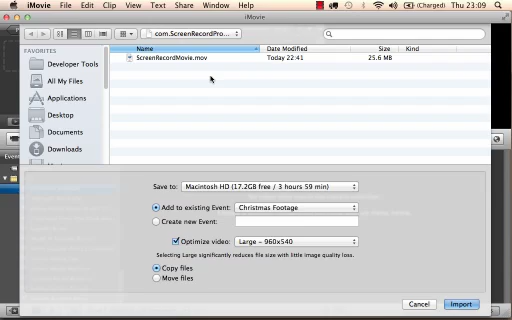 iMovie File Edit Clip View Text Share Window Help (Charged) Thu 23:09
iMovie
com.ScreenRecordPro...
FAVORITES
Developer Tools
All My Files
Applications
Desktop
Documents
Downloads
Name Date Modified Size Kind
ScreenRecordMovie.mov Today 22:41 25.6 MB
Save to: Macintosh HD (17.2GB free / 3 hours 59 min)
Add to existing Event: Christmas Footage
Create new Event:
Optimize video: Large - 960x540
Selecting Large significantly reduces file size with little image quality loss.
Copy files
Move files
Cancel Import